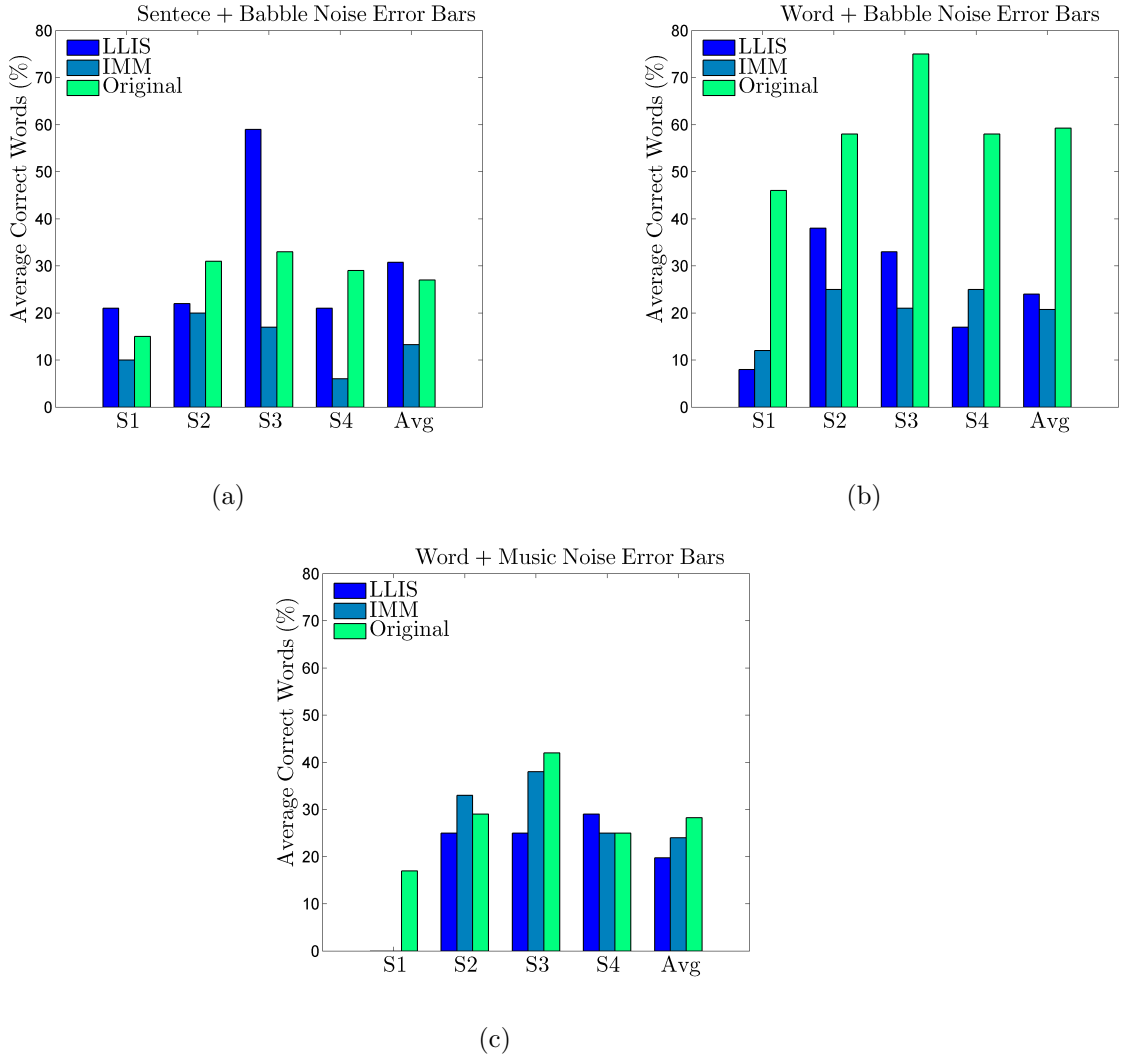 Sentece + Babble Noise Error Bars
Average Correct Words (%)
80
70
60
50
40
30
20
10
0
LLIS
IMM
Original
S1 S2 S3 S4 Avg
(a)
Word + Babble Noise Error Bars
Average Correct Words (%)
80
70
60
50
40
30
20
10
0
LLIS
IMM
Original
S1 S2 S3 S4 Avg
(b)
Word + Music Noise Error Bars
Average Correct Words (%)
80
70
60
50
40
30
20
10
0
LLIS
IMM
Original
S1 S2 S3 S4 Avg
(c)